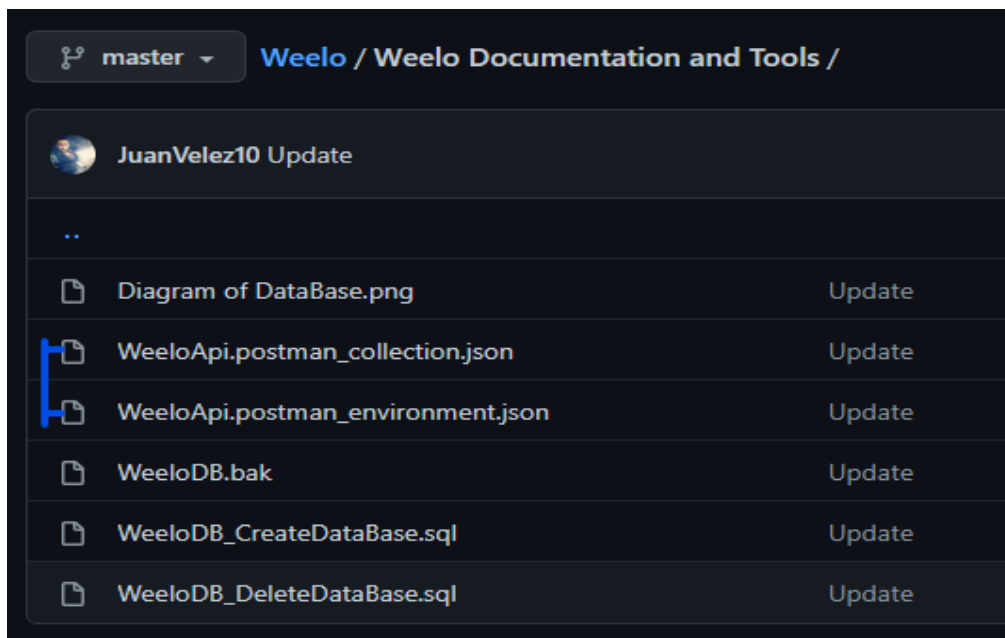 master Weelo / Weelo Documentation and Tools /
JuanVelez10 Update
..
Diagram of DataBase.png Update
WeeloApi.postman_collection.json Update
WeeloApi.postman_environment.json Update
WeeloDB.bak Update
WeeloDB_CreateDataBase.sql Update
WeeloDB_DeleteDataBase.sql Update